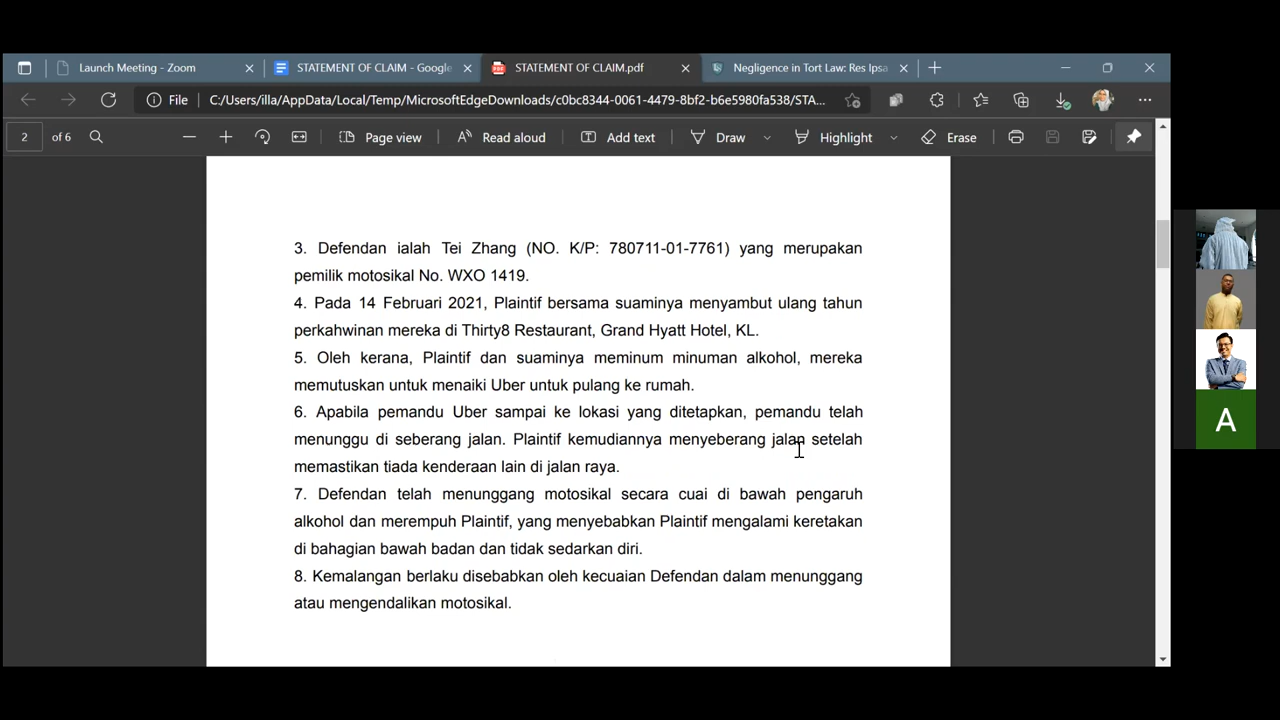 Launch Meeting - Zoom
STATEMENT OF CLAIM - Google
STATEMENT OF CLAIM.pdf
Negligence in Tort Law: Res Ipsa
File
C:/Users/illa/AppData/Local/Temp/MicrosoftEdgeDownloads/c0bc8344-0061-4479-8bf2-b6e5980fa538/STA...
2 of 6
Page view
Read aloud
Add text
Draw
Highlight
Erase
3. Defendan ialah Tei Zhang (NO. K/P: 780711-01-7761) yang merupakan
pemilik motosikal No. WXO 1419.
4. Pada 14 Februari 2021, Plaintif bersama suaminya menyambut ulang tahun
perkahwinan mereka di Thirty8 Restaurant, Grand Hyatt Hotel, KL.
5. Oleh kerana, Plaintif dan suaminya meminum minuman alkohol, mereka
memutuskan untuk menaiki Uber untuk pulang ke rumah.
6. Apabila pemandu Uber sampai ke lokasi yang ditetapkan, pemandu telah
menunggu di seberang jalan. Plaintif kemudiannya menyeberang jalan setelah
memastikan tiada kenderaan lain di jalan raya.
7. Defendan telah menunggang motosikal secara cuai di bawah pengaruh
alkohol dan merempuh Plaintif, yang menyebabkan Plaintif mengalami keretakan
di bahagian bawah badan dan tidak sedarkan diri.
8. Kemalangan berlaku disebabkan oleh kecuaian Defendan dalam menunggang
atau mengendalikan motosikal.
A